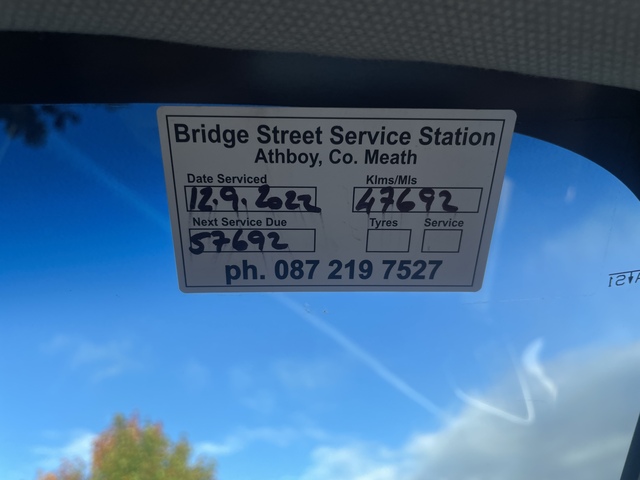 Bridge Street Service Station
Athboy, Co. Meath
Date Serviced Klms/Mls
12.9.2022 47692
Next Service Due Tyres Service
57692
ph. 087 219 7527